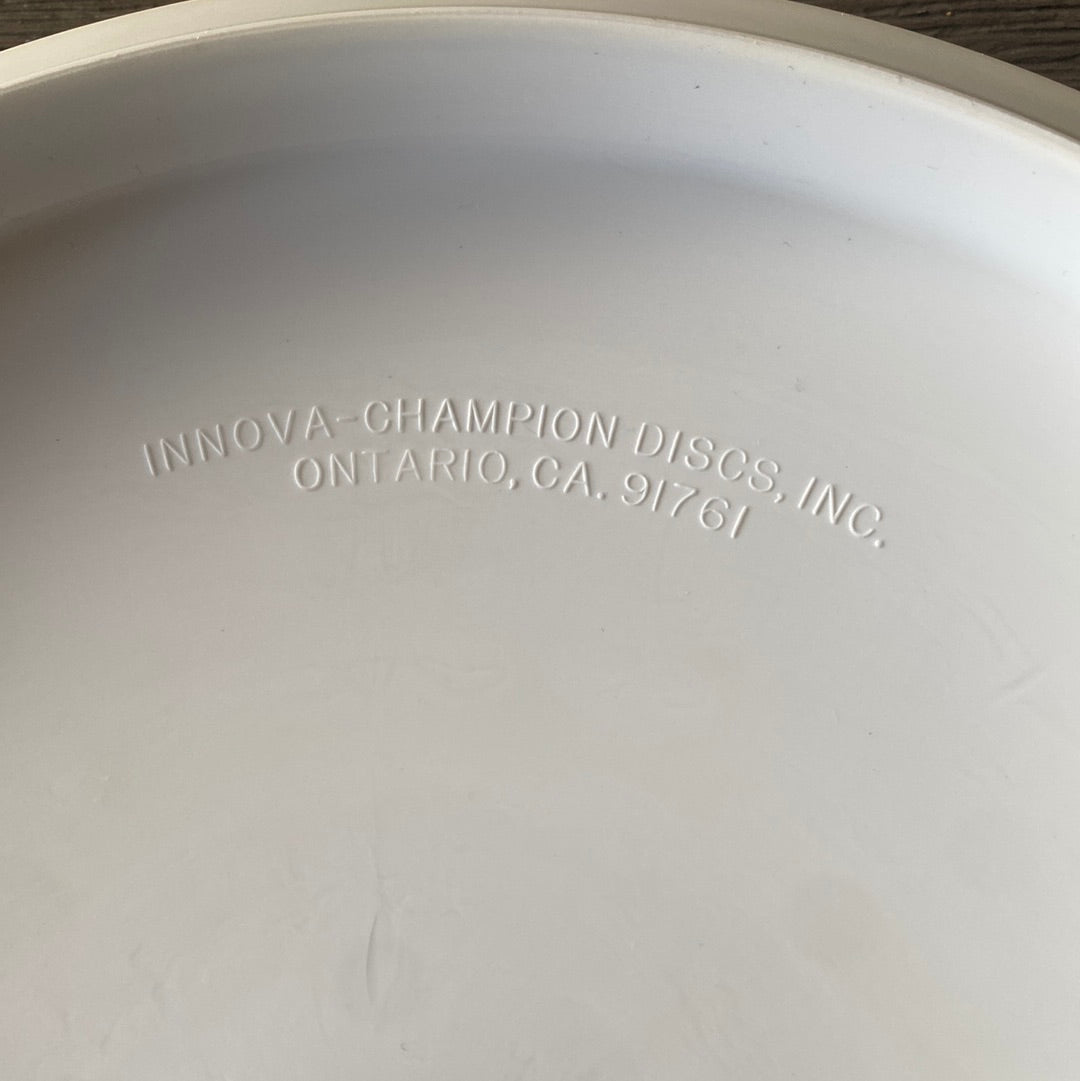 INNOVA-CHAMPION DISCS, INC.
ONTARIO, CA. 91761